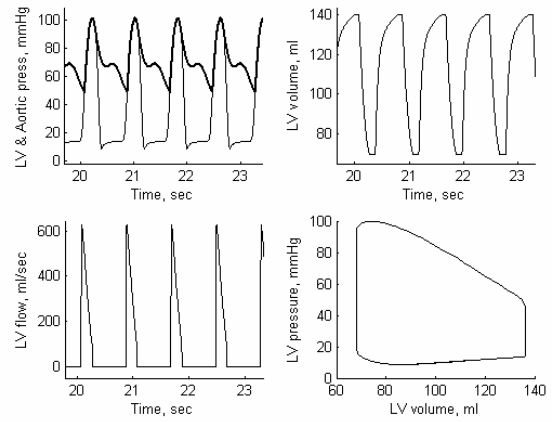 LV & Aortic press, mmHg
100
80
60
40
20
0
20 21 22 23
Time, sec
LV volume, ml
140
120
100
80
20 21 22 23
Time, sec
LV flow, ml/sec
600
400
200
0
20 21 22 23
Time, sec
LV pressure, mmHg
100
80
60
40
20
0
60 80 100 120 140
LV volume, ml